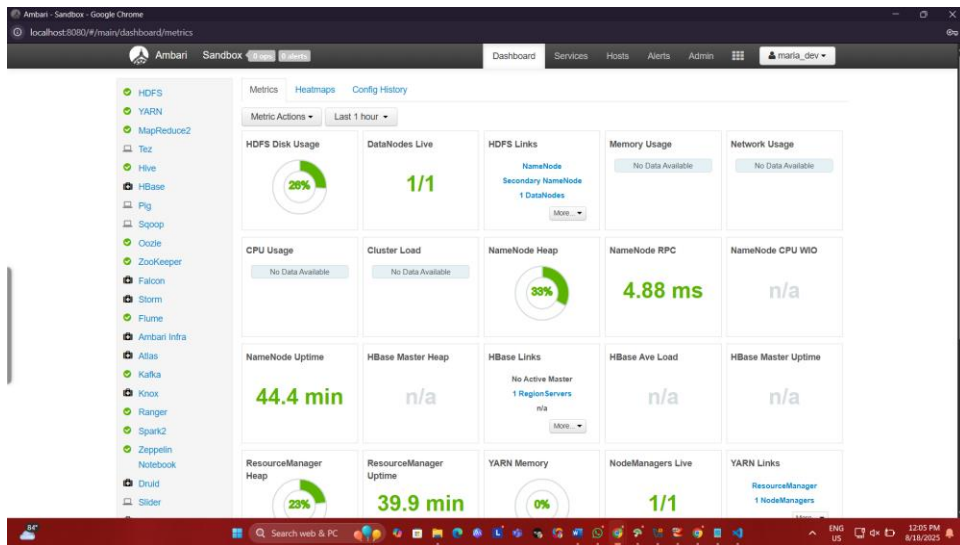 Ambari - Sandbox - Google Chrome
localhost:8080/#/main/dashboard/metrics
Ambari Sandbox 0 ops 0 alerts Dashboard Services Hosts Alerts Admin maria_dev
HDFS
YARN
MapReduce2
Tez
Hive
HBase
Pig
Sqoop
Oozie
ZooKeeper
Falcon
Storm
Flume
Ambari Infra
Atlas
Kafka
Knox
Ranger
Spark2
Zeppelin
Notebook
Druid
Slider
Metrics Heatmaps Config History
Metric Actions Last 1 hour
HDFS Disk Usage
26%
DataNodes Live
1/1
HDFS Links
NameNode
Secondary NameNode
1 DataNodes
More...
Memory Usage
No Data Available
Network Usage
No Data Available
CPU Usage
No Data Available
Cluster Load
No Data Available
NameNode Heap
33%
NameNode RPC
4.88 ms
NameNode CPU WIO
n/a
NameNode Uptime
44.4 min
HBase Master Heap
n/a
HBase Links
No Active Master
1 RegionServers
n/a
More...
HBase Ave Load
n/a
HBase Master Uptime
n/a
ResourceManager
Heap
23%
ResourceManager
Uptime
39.9 min
YARN Memory
0%
NodeManagers Live
1/1
YARN Links
ResourceManager
1 NodeManagers
More...
84°
Search web & PC
ENG
US
12:05 PM
8/18/2025